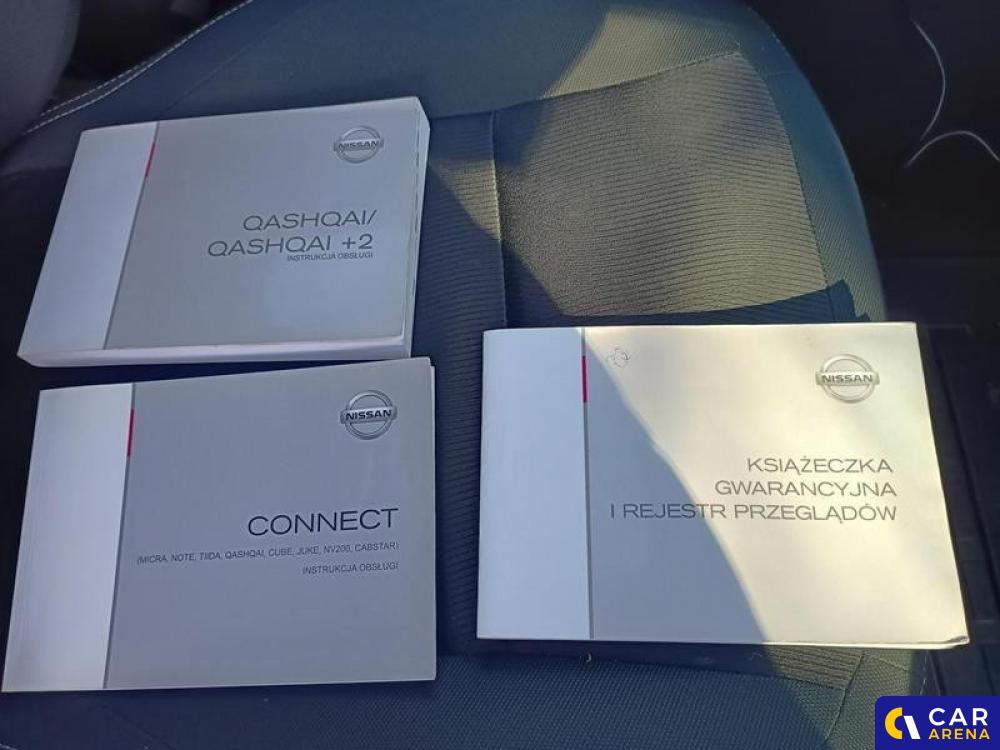 NISSAN
QASHQAI/
QASHQAI +2
INSTRUKCJA OBSŁUGI
NISSAN
CONNECT
(MICRA, NOTE, TIIDA, QASHQAI, CUBE, JUKE, NV200, CABSTAR)
INSTRUKCJA OBSŁUGI
NISSAN
KSIĄŻECZKA
GWARANCYJNA
I REJESTR PRZEGLĄDÓW
CAR
ARENA